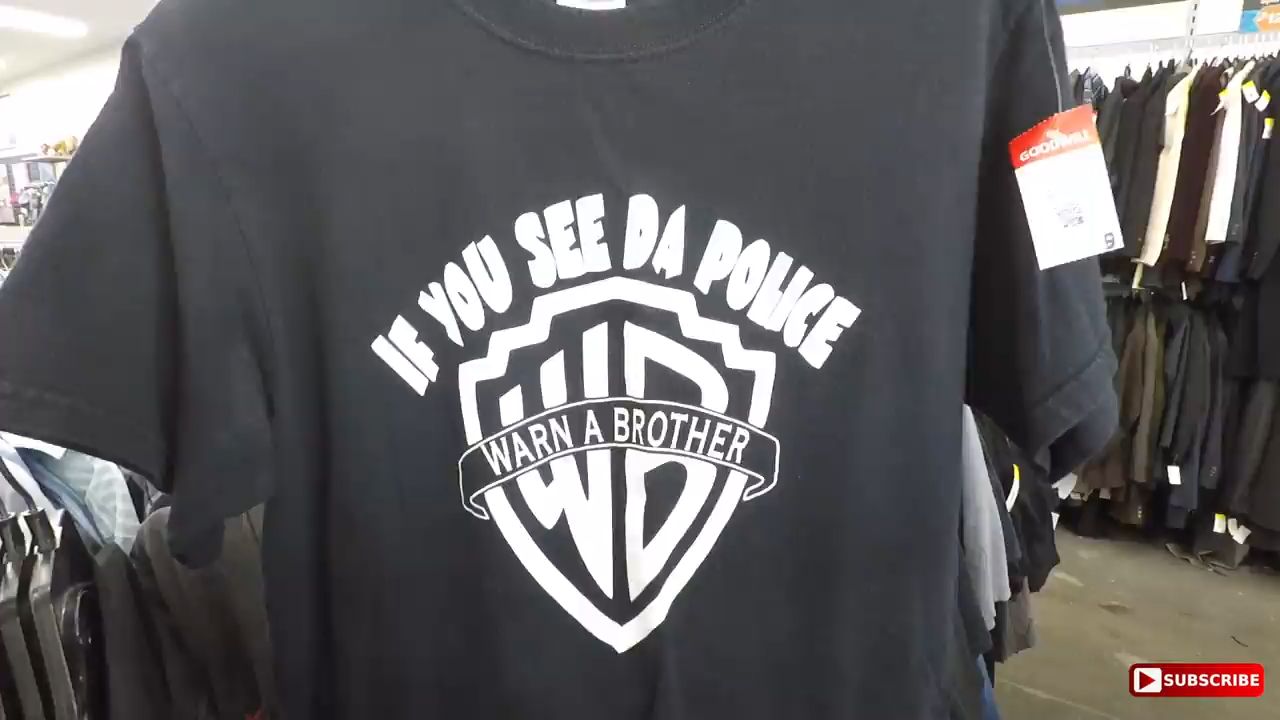 IF YOU SEE DA POLICE
WB
WARN A BROTHER
GOODWILL
SUBSCRIBE